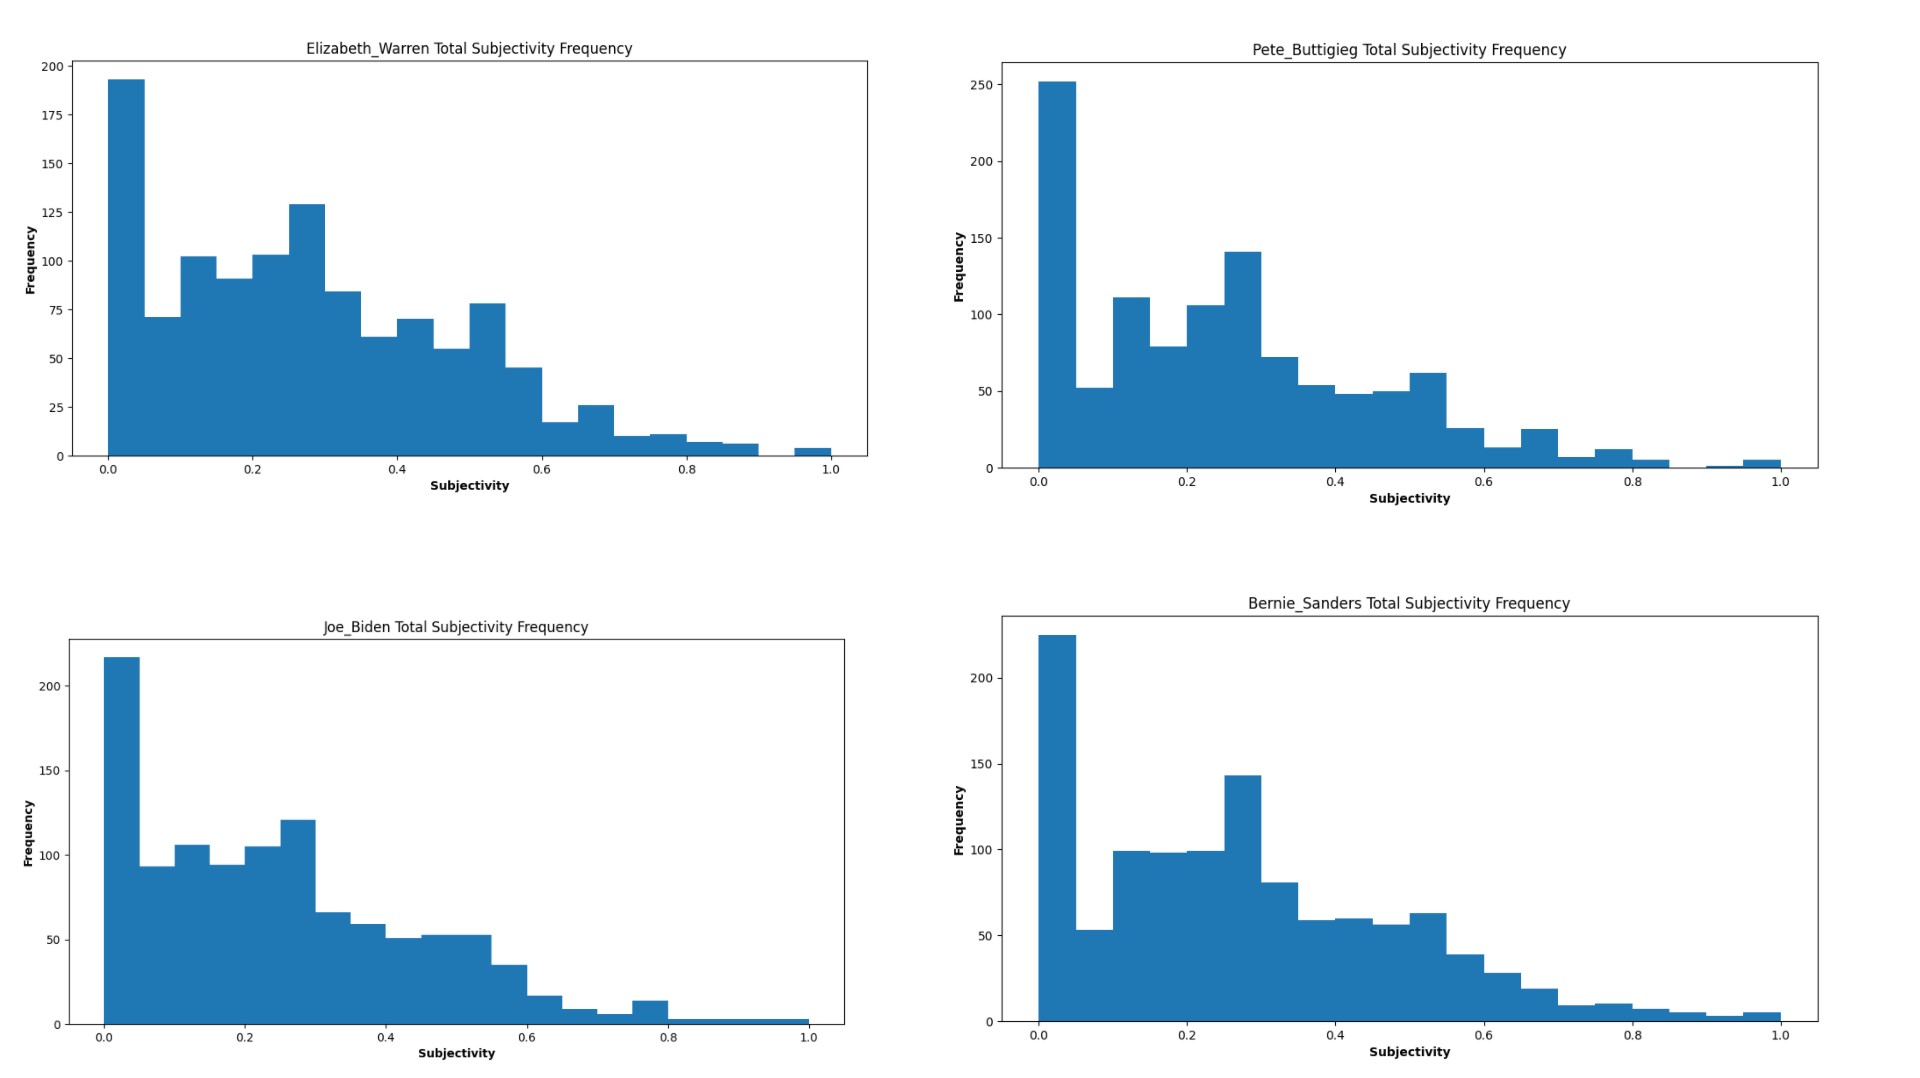 Elizabeth_Warren Total Subjectivity Frequency
200
175
150
125
100
75
50
25
0
Frequency
0.0 0.2 0.4 0.6 0.8 1.0
Subjectivity
Pete_Buttigieg Total Subjectivity Frequency
250
200
150
100
50
0
Frequency
0.0 0.2 0.4 0.6 0.8 1.0
Subjectivity
Joe_Biden Total Subjectivity Frequency
200
150
100
50
0
Frequency
0.0 0.2 0.4 0.6 0.8 1.0
Subjectivity
Bernie_Sanders Total Subjectivity Frequency
200
150
100
50
0
Frequency
0.0 0.2 0.4 0.6 0.8 1.0
Subjectivity